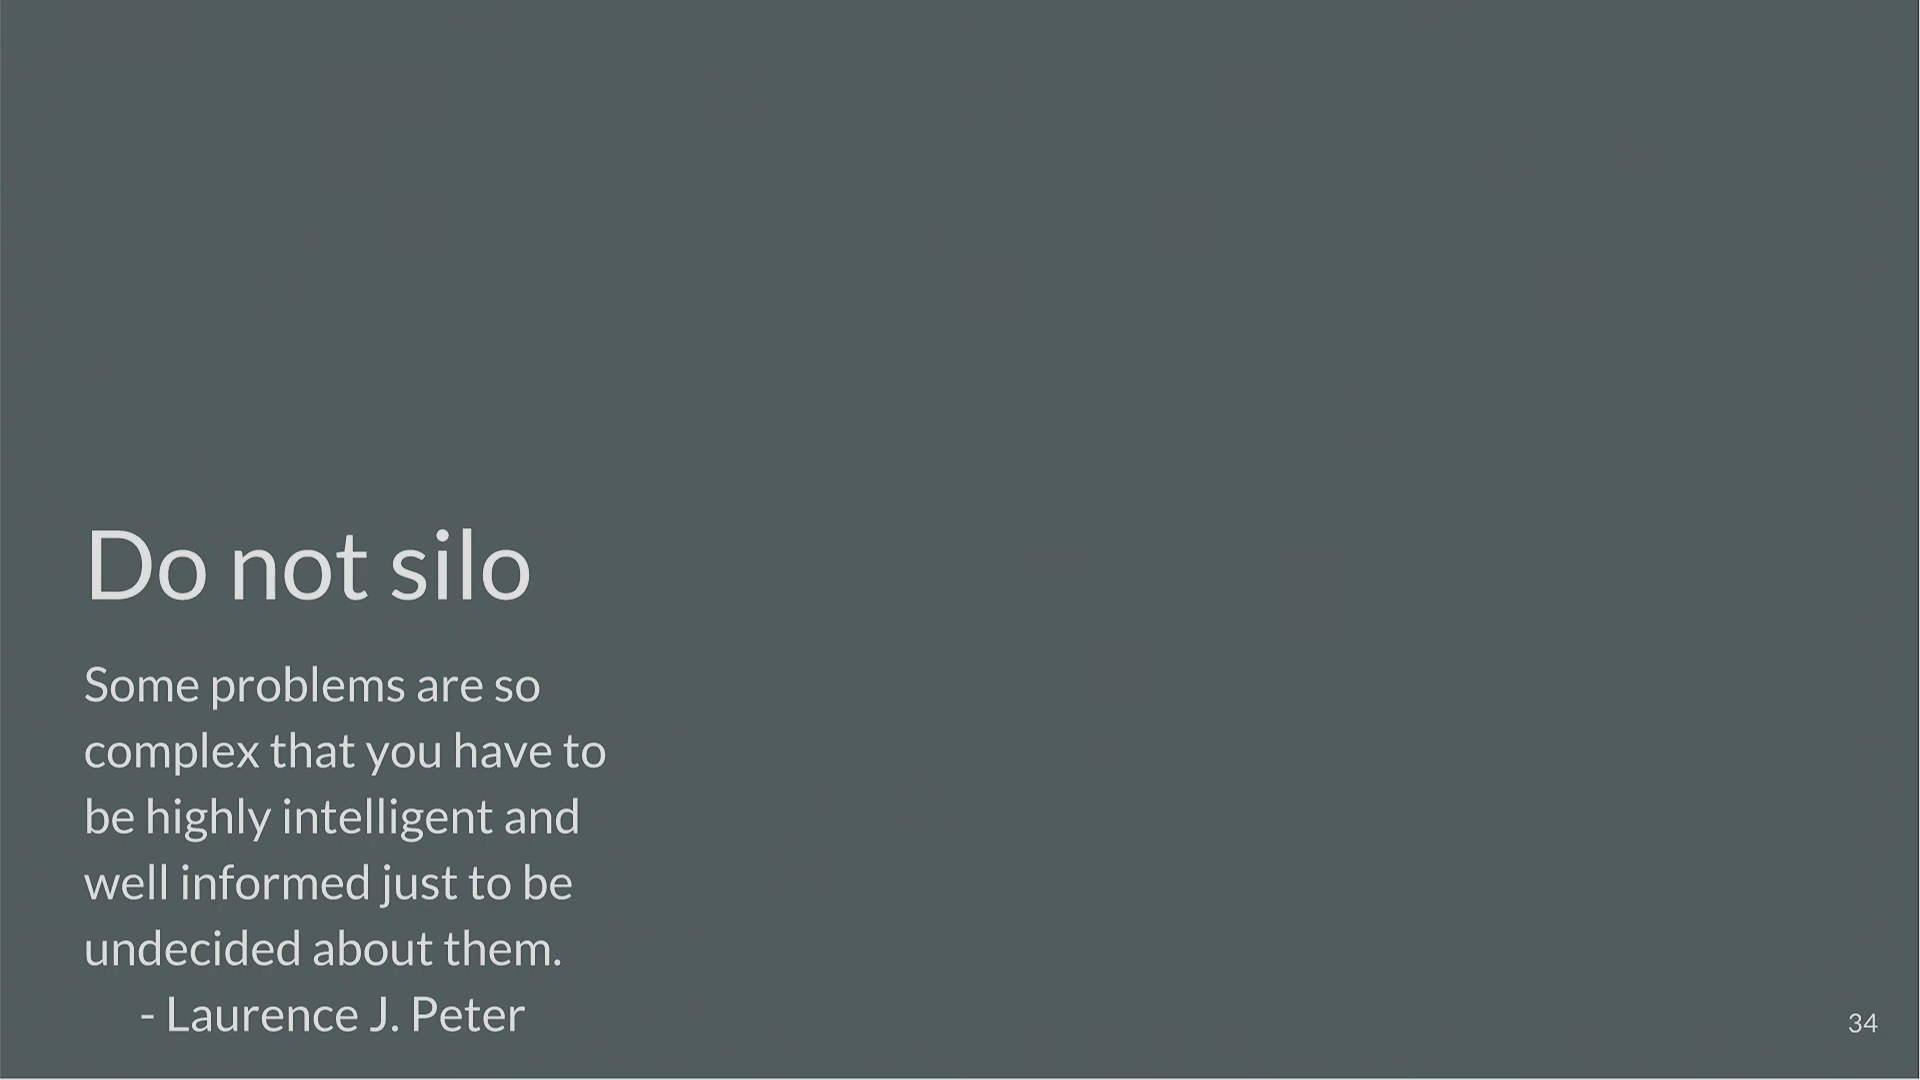 Do not silo
Some problems are so
complex that you have to
be highly intelligent and
well informed just to be
undecided about them.
- Laurence J. Peter
34